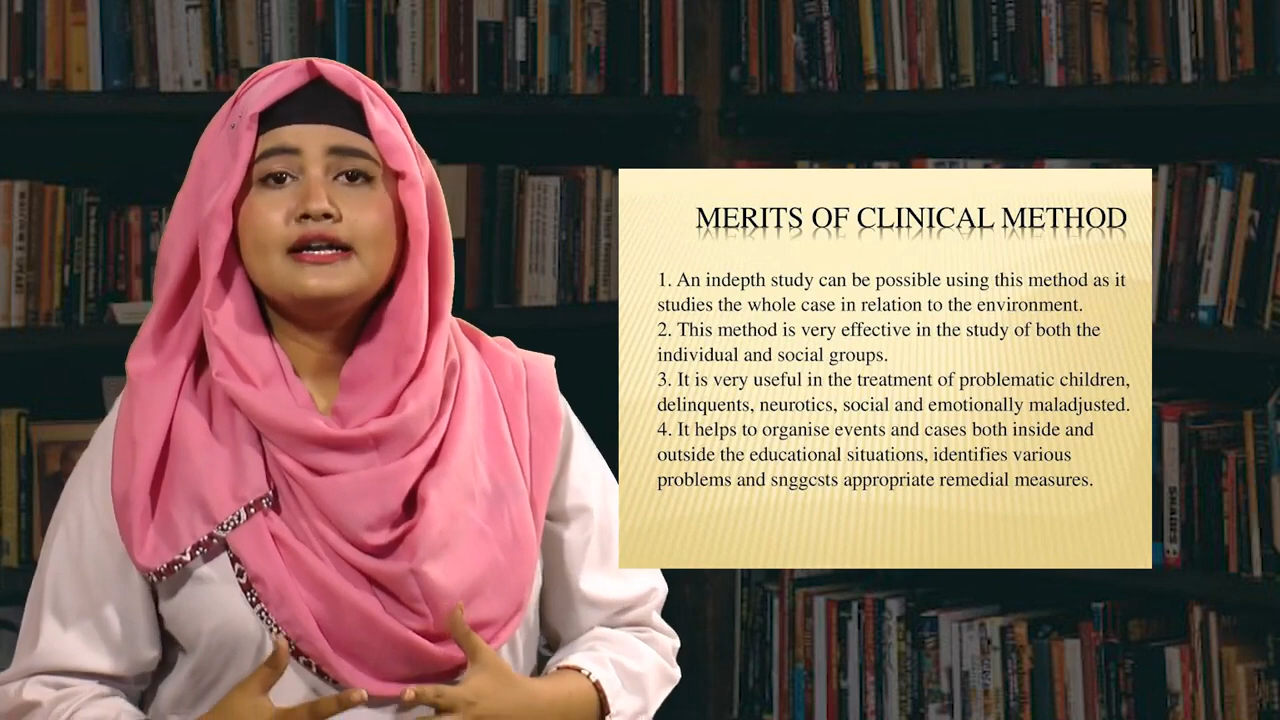 MERITS OF CLINICAL METHOD
1. An indepth study can be possible using this method as it
studies the whole case in relation to the environment.
2. This method is very effective in the study of both the
individual and social groups.
3. It is very useful in the treatment of problematic children,
delinquents, neurotics, social and emotionally maladjusted.
4. It helps to organise events and cases both inside and
outside the educational situations, identifies various
problems and snggcsts appropriate remedial measures.